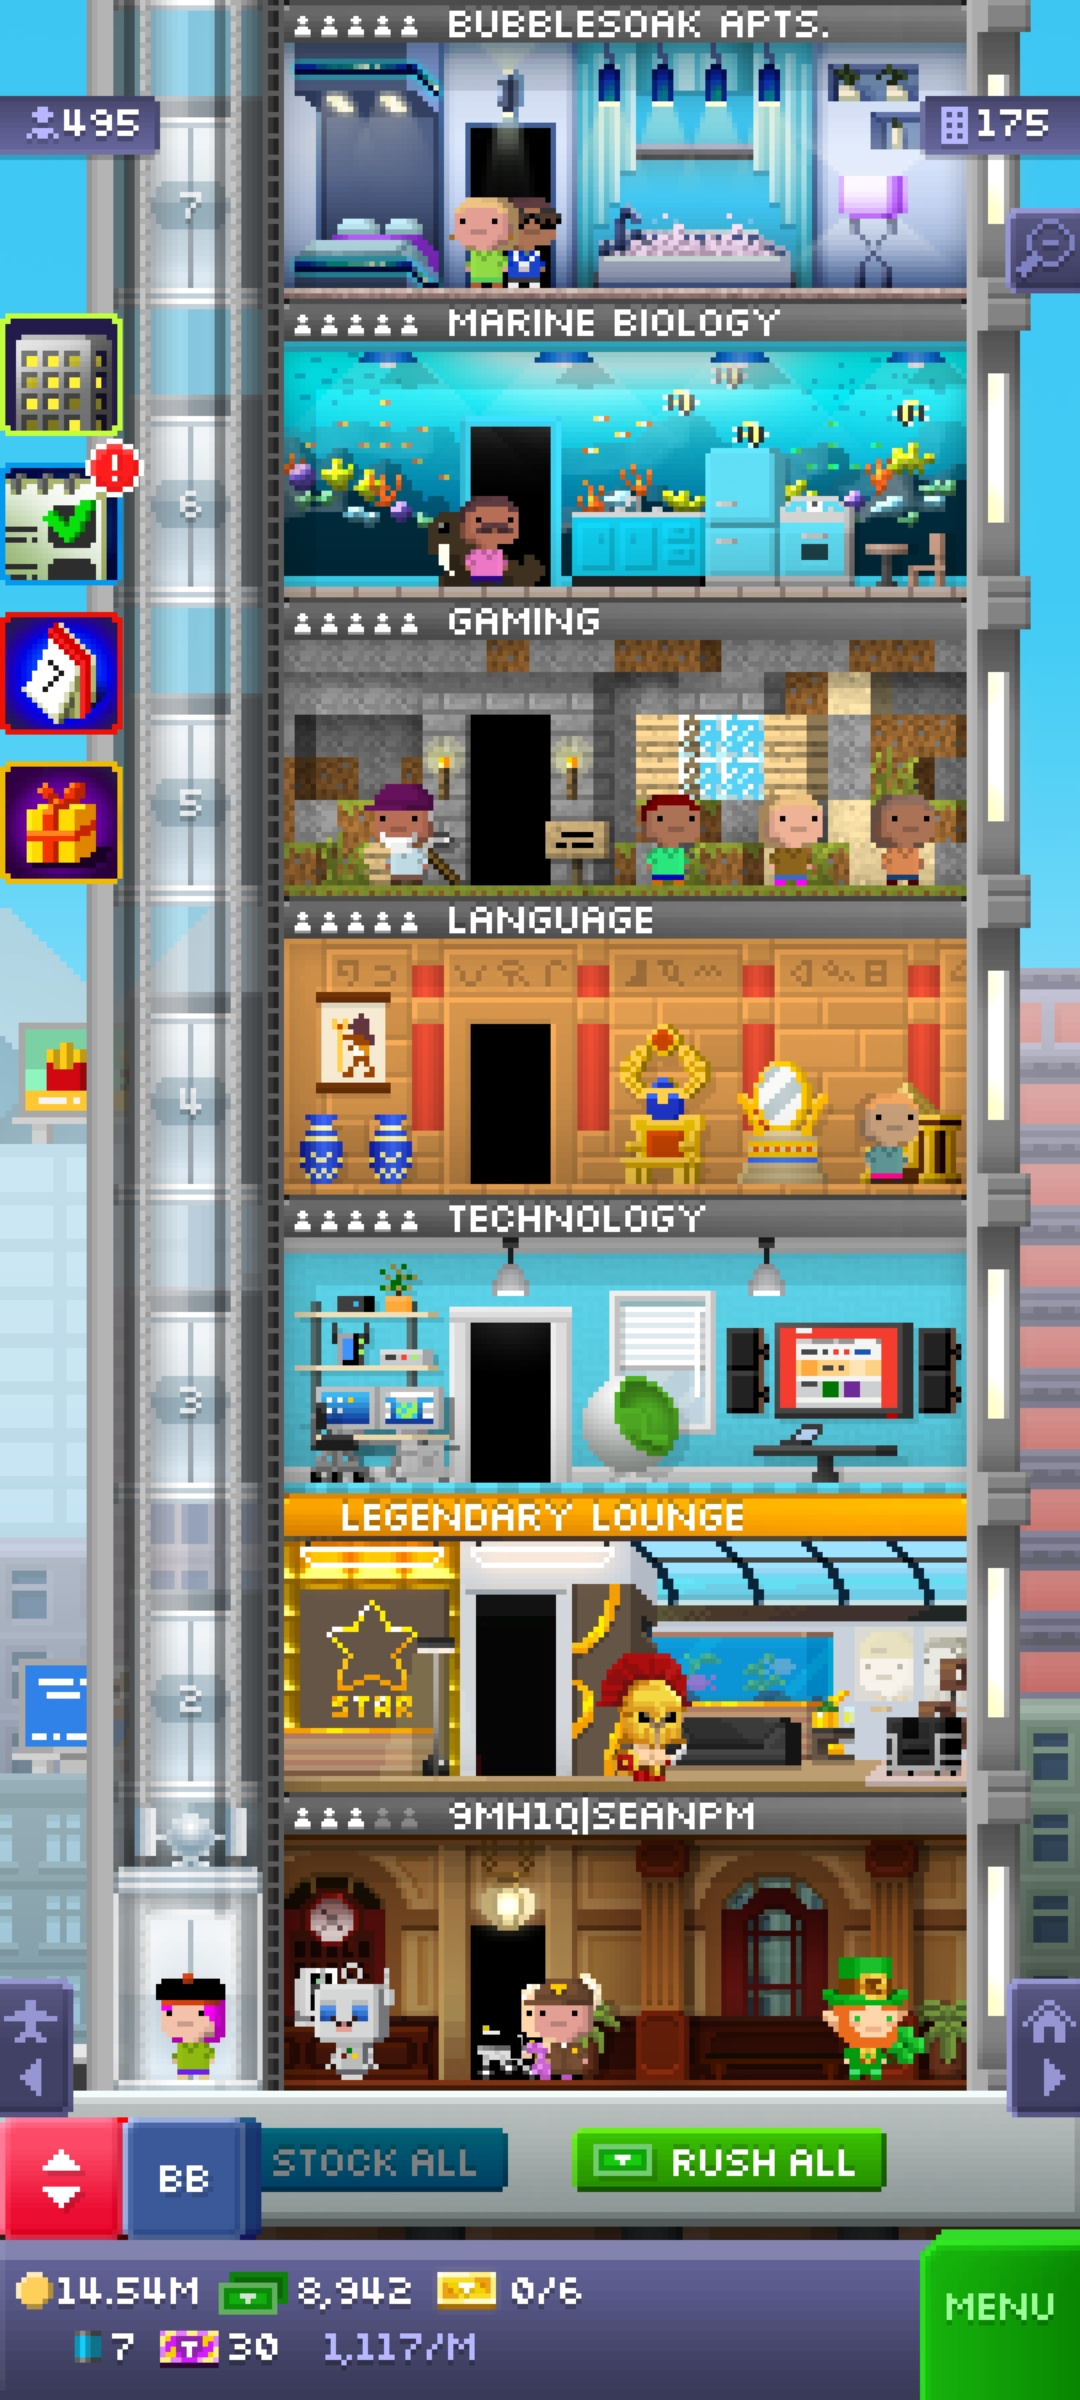 BUBBLESOAK APTS.
495
175
7
MARINE BIOLOGY
6
GAMING
5
LANGUAGE
4
TECHNOLOGY
3
LEGENDARY LOUNGE
STAR
2
9MH1Q|SEANPM
BB
STOCK ALL
RUSH ALL
14.54M 8,942 0/6
7 30 1,117/M
MENU